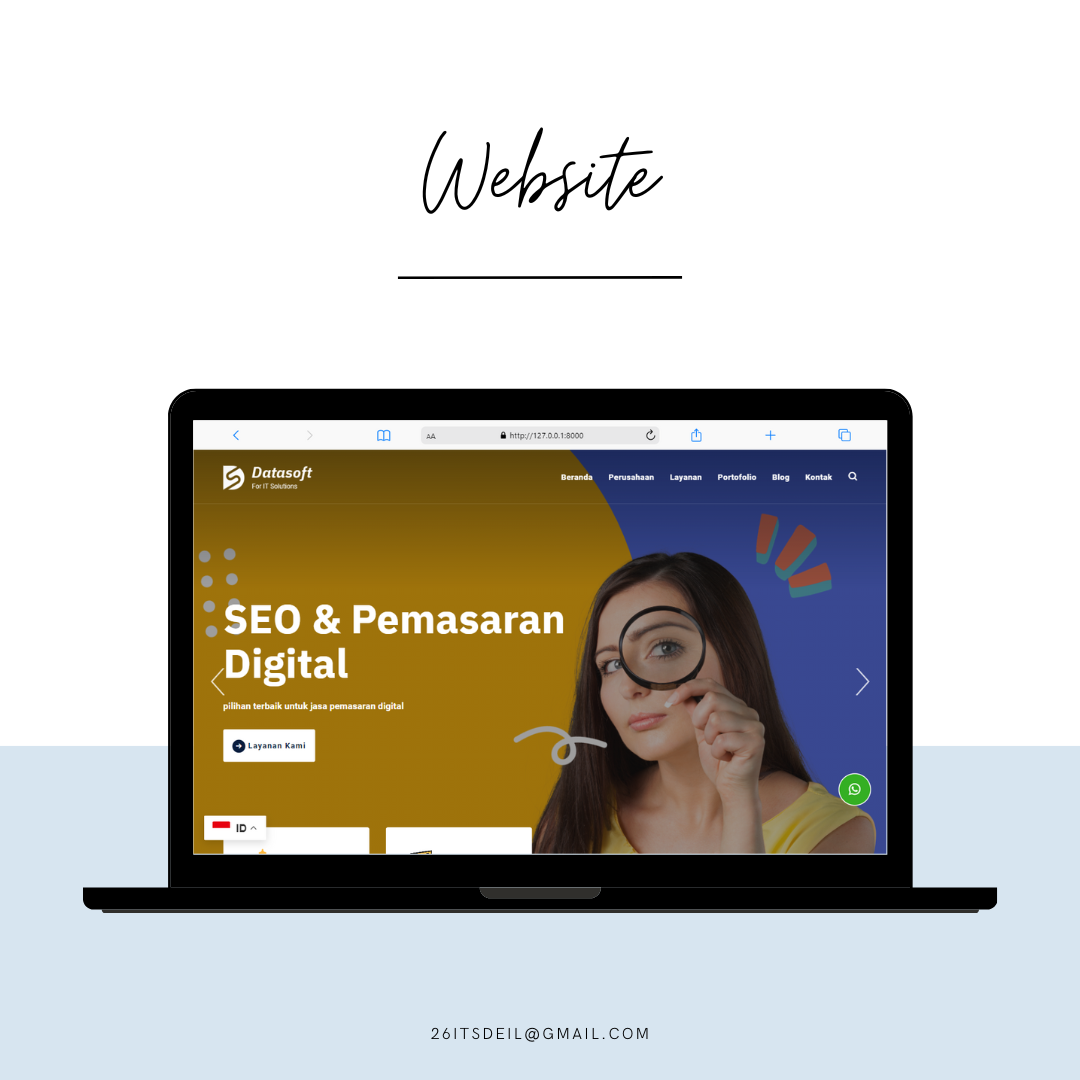 Website
AA
http://127.0.0.1:8000
Datasoft
For IT Solutions
Beranda Perusahaan Layanan Portofolio Blog Kontak
SEO & Pemasaran
Digital
pilihan terbaik untuk jasa pemasaran digital
Layanan Kami
ID
26ITSDEIL@GMAIL.COM